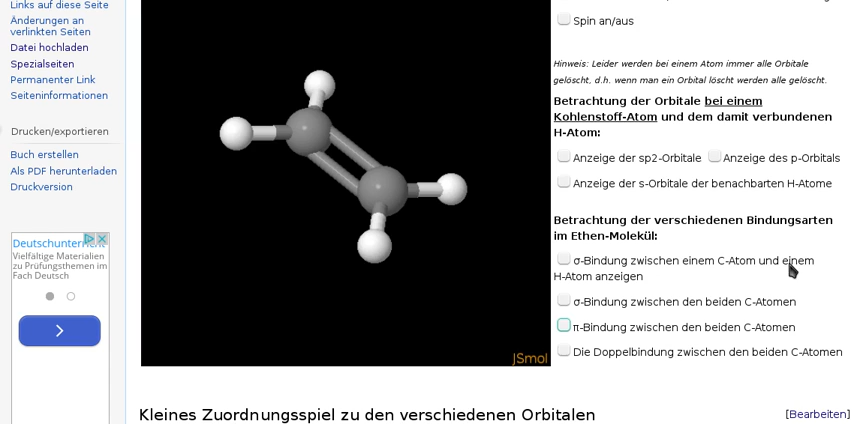 Links auf diese Seite
Änderungen an
verlinkten Seiten
Datei hochladen
Spezialseiten
Permanenter Link
Seiteninformationen
Drucken/exportieren
Buch erstellen
Als PDF herunterladen
Druckversion
Vielfältige Materialien
zu Prüfungsthemen im
Fach Deutsch
JSmol
Spin an/aus
Hinweis: Leider werden bei einem Atom immer alle Orbitale
gelöscht, d.h. wenn man ein Orbital löscht werden alle gelöscht.
Betrachtung der Orbitale bei einem
Kohlenstoff-Atom und dem damit verbundenen
H-Atom:
Anzeige der sp2-Orbitale Anzeige des p-Orbitals
Anzeige der s-Orbitale der benachbarten H-Atome
Betrachtung der verschiedenen Bindungsarten
im Ethen-Molekül:
σ-Bindung zwischen einem C-Atom und einem
H-Atom anzeigen
σ-Bindung zwischen den beiden C-Atomen
π-Bindung zwischen den beiden C-Atomen
Die Doppelbindung zwischen den beiden C-Atomen
Kleines Zuordnungsspiel zu den verschiedenen Orbitalen
[Bearbeiten]